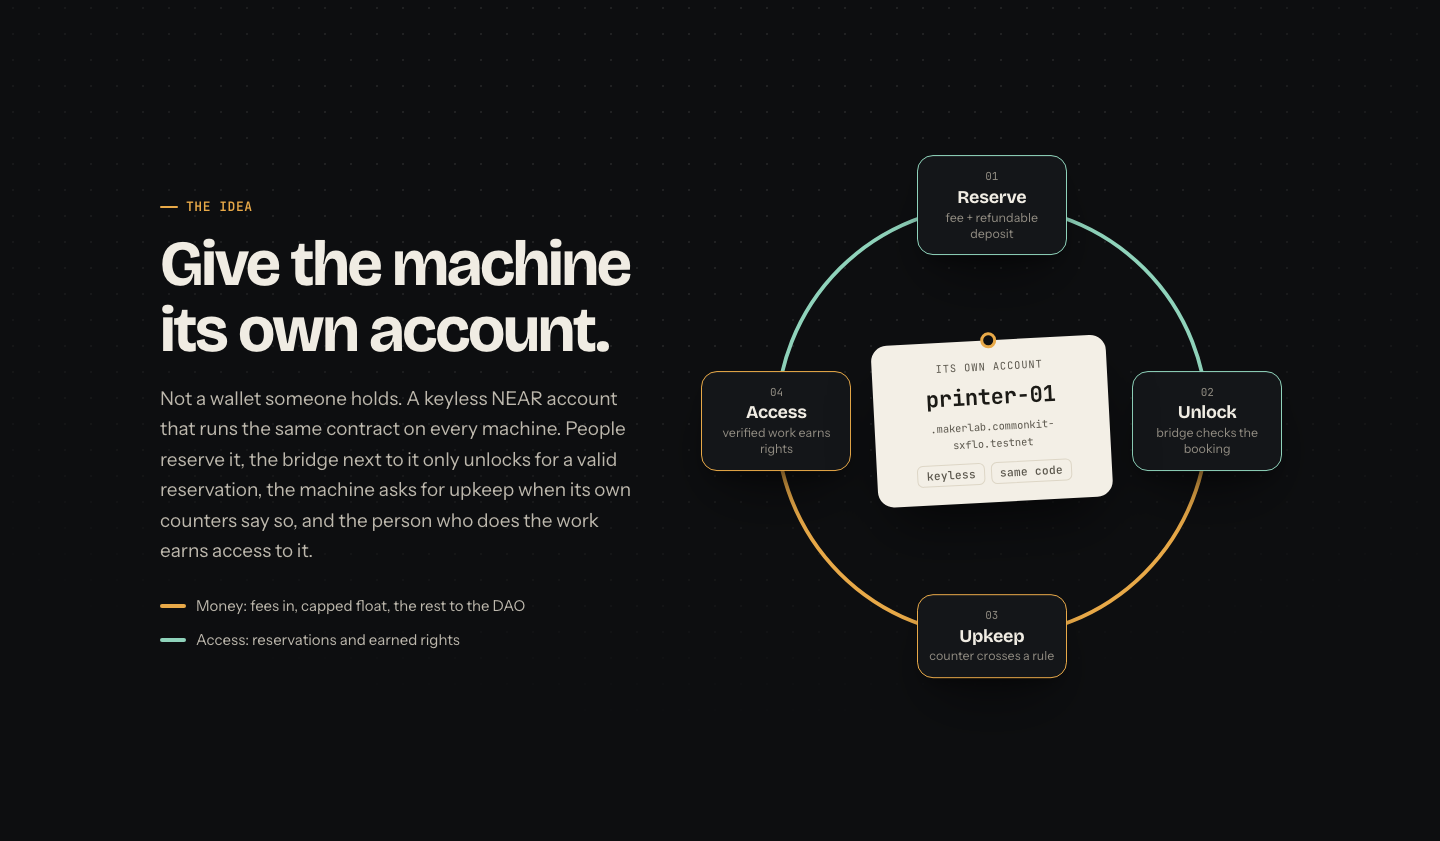 THE IDEA
Give the machine
its own account.
Not a wallet someone holds. A keyless NEAR account
that runs the same contract on every machine. People
reserve it, the bridge next to it only unlocks for a valid
reservation, the machine asks for upkeep when its own
counters say so, and the person who does the work
earns access to it.
Money: fees in, capped float, the rest to the DAO
Access: reservations and earned rights
01
Reserve
fee + refundable
deposit
ITS OWN ACCOUNT
printer-01
.makerlab.commonkit-
sxflo.testnet
keyless
same code
02
Unlock
bridge checks the
booking
03
Upkeep
counter crosses a rule
04
Access
verified work earns
rights